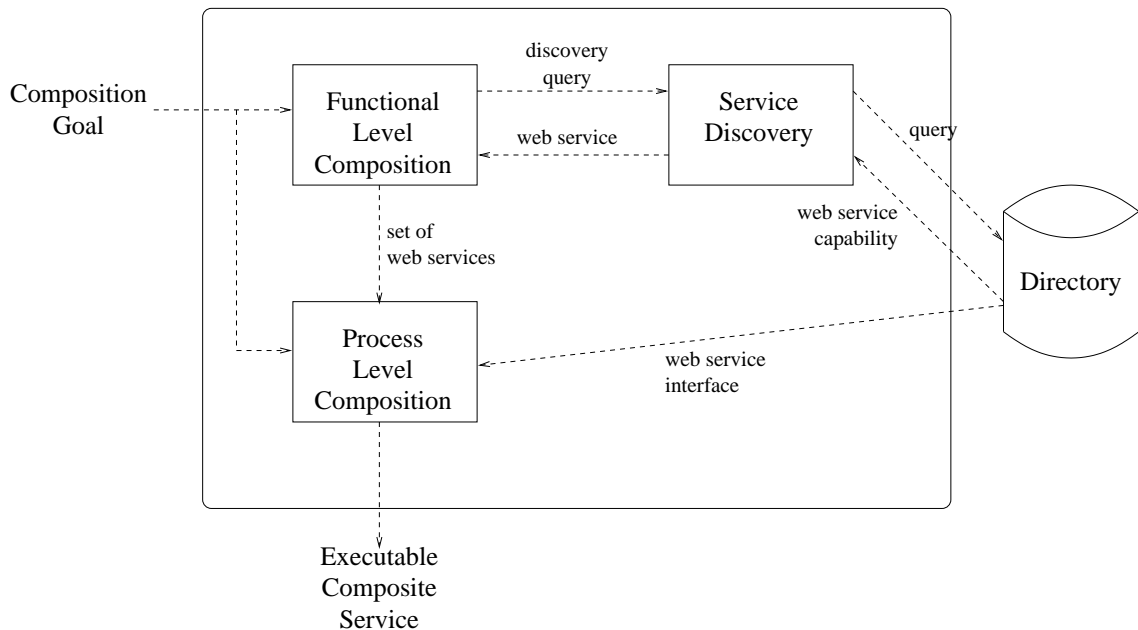 Composition
Goal
Functional
Level
Composition
discovery
query
web service
Service
Discovery
query
web service
capability
Directory
set of
web services
Process
Level
Composition
web service
interface
Executable
Composite
Service